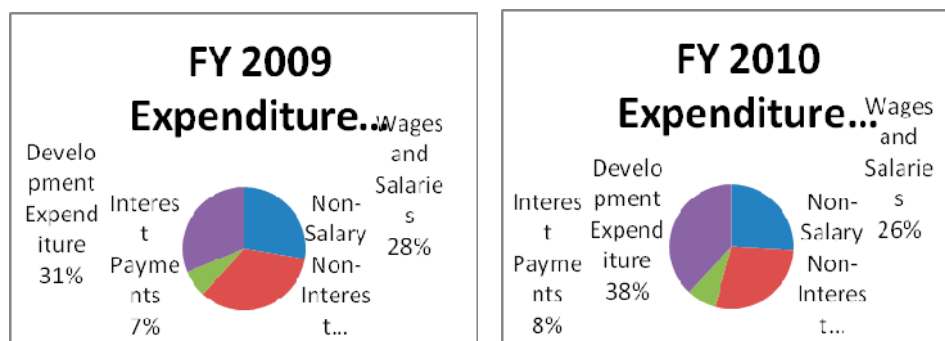 FY 2009
Expenditure...
Wages
and
Salarie
s
28%
Develo
pment
Expend
iture
31%
Interes
t
Payme
nts
7%
Non-
Salary
Non-
Interes
t...
FY 2010
Expenditure...
Wages
and
Salarie
s
26%
Develo
pment
Expend
iture
38%
Interes
t
Payme
nts
8%
Non-
Salary
Non-
Interes
t...